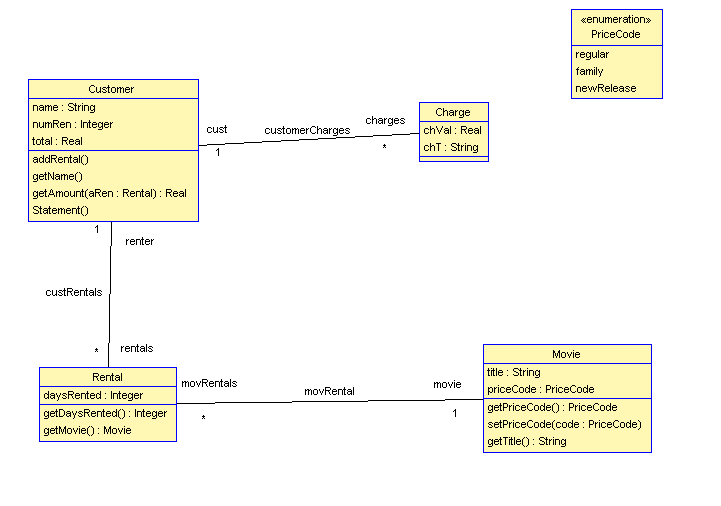 «enumeration»
PriceCode
regular
family
newRelease
Customer
name : String
numRen : Integer
total : Real
addRental()
getName()
getAmount(aRen : Rental) : Real
Statement()
cust
customerCharges
charges
1
*
Charge
chVal : Real
chT : String
1
renter
custRentals
*
rentals
Rental
daysRented : Integer
getDaysRented() : Integer
getMovie() : Movie
movRentals
movRental
movie
*
1
Movie
title : String
priceCode : PriceCode
getPriceCode() : PriceCode
setPriceCode(code : PriceCode)
getTitle() : String